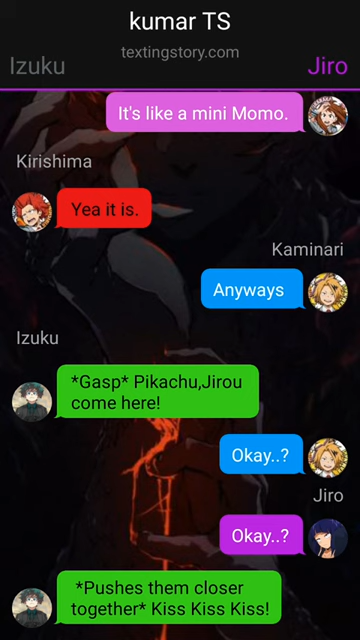 kumar TS
textingstory.com
Izuku
Jiro
It's like a mini Momo.
Kirishima
Yea it is.
Kaminari
Anyways
Izuku
*Gasp* Pikachu,Jirou
come here!
Okay..?
Jiro
Okay..?
*Pushes them closer
together* Kiss Kiss Kiss!